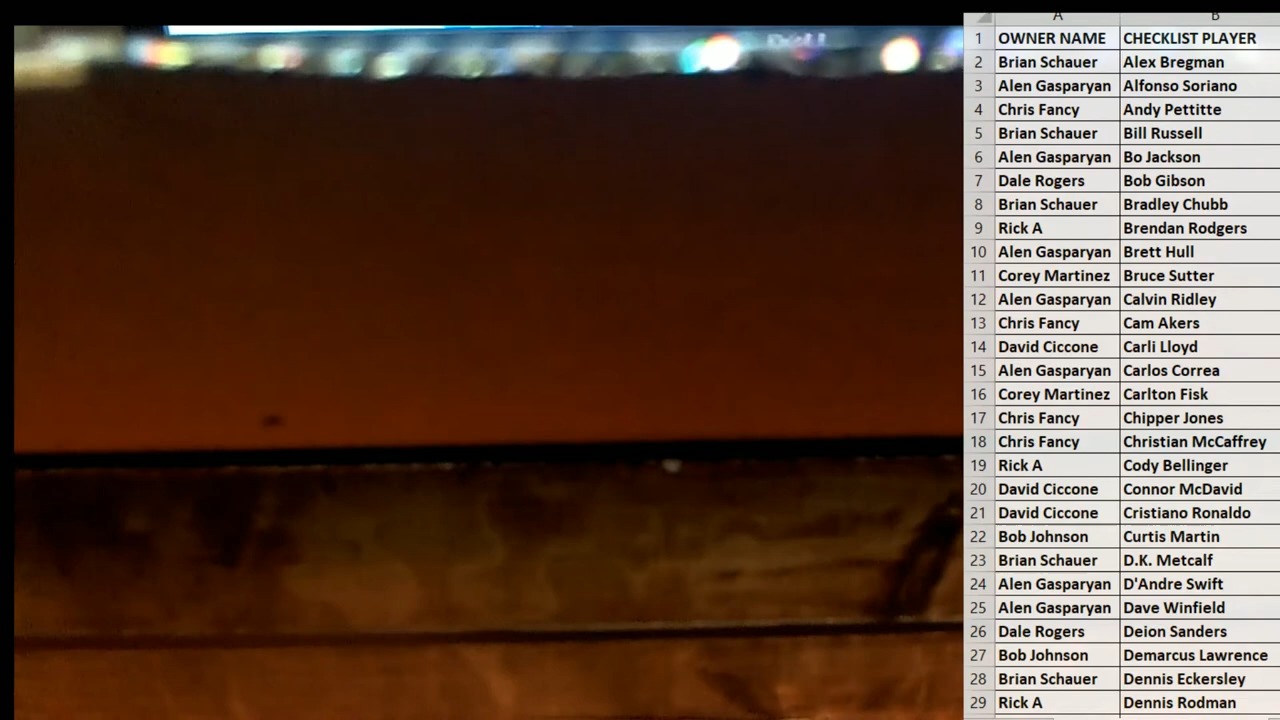 A B
1 OWNER NAME CHECKLIST PLAYER
2 Brian Schauer Alex Bregman
3 Alen Gasparyan Alfonso Soriano
4 Chris Fancy Andy Pettitte
5 Brian Schauer Bill Russell
6 Alen Gasparyan Bo Jackson
7 Dale Rogers Bob Gibson
8 Brian Schauer Bradley Chubb
9 Rick A Brendan Rodgers
10 Alen Gasparyan Brett Hull
11 Corey Martinez Bruce Sutter
12 Alen Gasparyan Calvin Ridley
13 Chris Fancy Cam Akers
14 David Ciccone Carli Lloyd
15 Alen Gasparyan Carlos Correa
16 Corey Martinez Carlton Fisk
17 Chris Fancy Chipper Jones
18 Chris Fancy Christian McCaffrey
19 Rick A Cody Bellinger
20 David Ciccone Connor McDavid
21 David Ciccone Cristiano Ronaldo
22 Bob Johnson Curtis Martin
23 Brian Schauer D.K. Metcalf
24 Alen Gasparyan D'Andre Swift
25 Alen Gasparyan Dave Winfield
26 Dale Rogers Deion Sanders
27 Bob Johnson Demarcus Lawrence
28 Brian Schauer Dennis Eckersley
29 Rick A Dennis Rodman